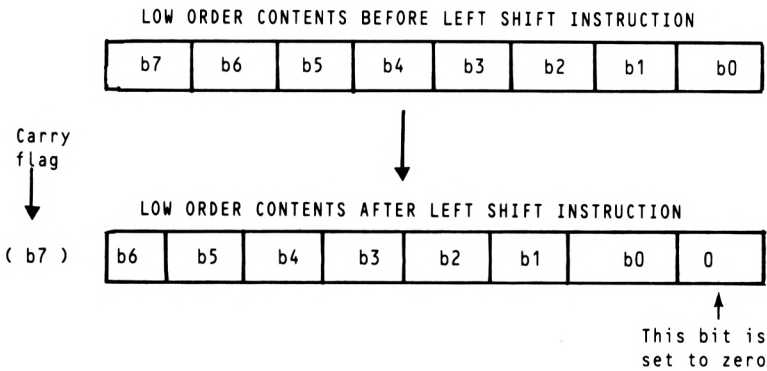 LOW ORDER CONTENTS BEFORE LEFT SHIFT INSTRUCTION
b7 b6 b5 b4 b3 b2 b1 b0
Carry
flag
LOW ORDER CONTENTS AFTER LEFT SHIFT INSTRUCTION
( b7 ) b6 b5 b4 b3 b2 b1 b0 0
This bit is
set to zero